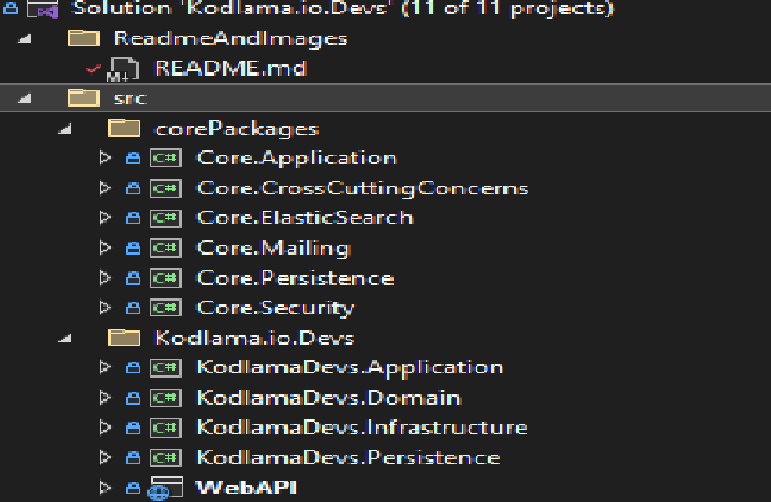 Solution 'Kodlama.io.Devs' (11 of 11 projects)
ReadmeAndImages
M↓ README.md
src
corePackages
C# Core.Application
C# Core.CrossCuttingConcerns
C# Core.ElasticSearch
C# Core.Mailing
C# Core.Persistence
C# Core.Security
Kodlama.io.Devs
C# KodlamaDevs.Application
C# KodlamaDevs.Domain
C# KodlamaDevs.Infrastructure
C# KodlamaDevs.Persistence
WebAPI